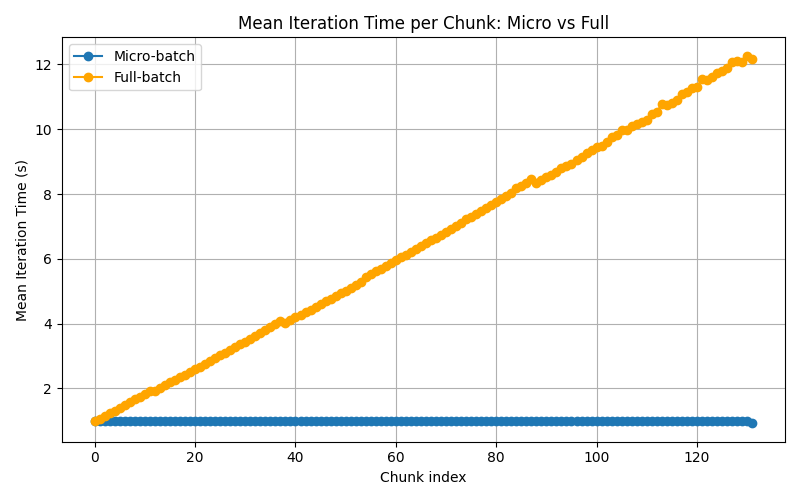 Mean Iteration Time per Chunk: Micro vs Full
Micro-batch
Full-batch
Mean Iteration Time (s)
12
10
8
6
4
2
0 20 40 60 80 100 120
Chunk index